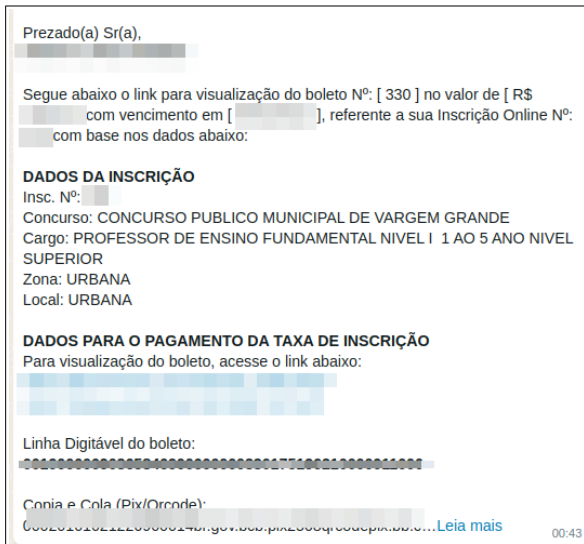 Prezado(a) Sr(a),
Segue abaixo o link para visualização do boleto Nº: [ 330 ] no valor de [ R$
com vencimento em [ ], referente a sua Inscrição Online Nº:
com base nos dados abaixo:
DADOS DA INSCRIÇÃO
Insc. Nº:
Concurso: CONCURSO PUBLICO MUNICIPAL DE VARGEM GRANDE
Cargo: PROFESSOR DE ENSINO FUNDAMENTAL NIVEL I 1 AO 5 ANO NIVEL
SUPERIOR
Zona: URBANA
Local: URBANA
DADOS PARA O PAGAMENTO DA TAXA DE INSCRIÇÃO
Para visualização do boleto, acesse o link abaixo:
Linha Digitável do boleto:
Copia e Cola (Pix/Qrcode):
...Leia mais
00:43